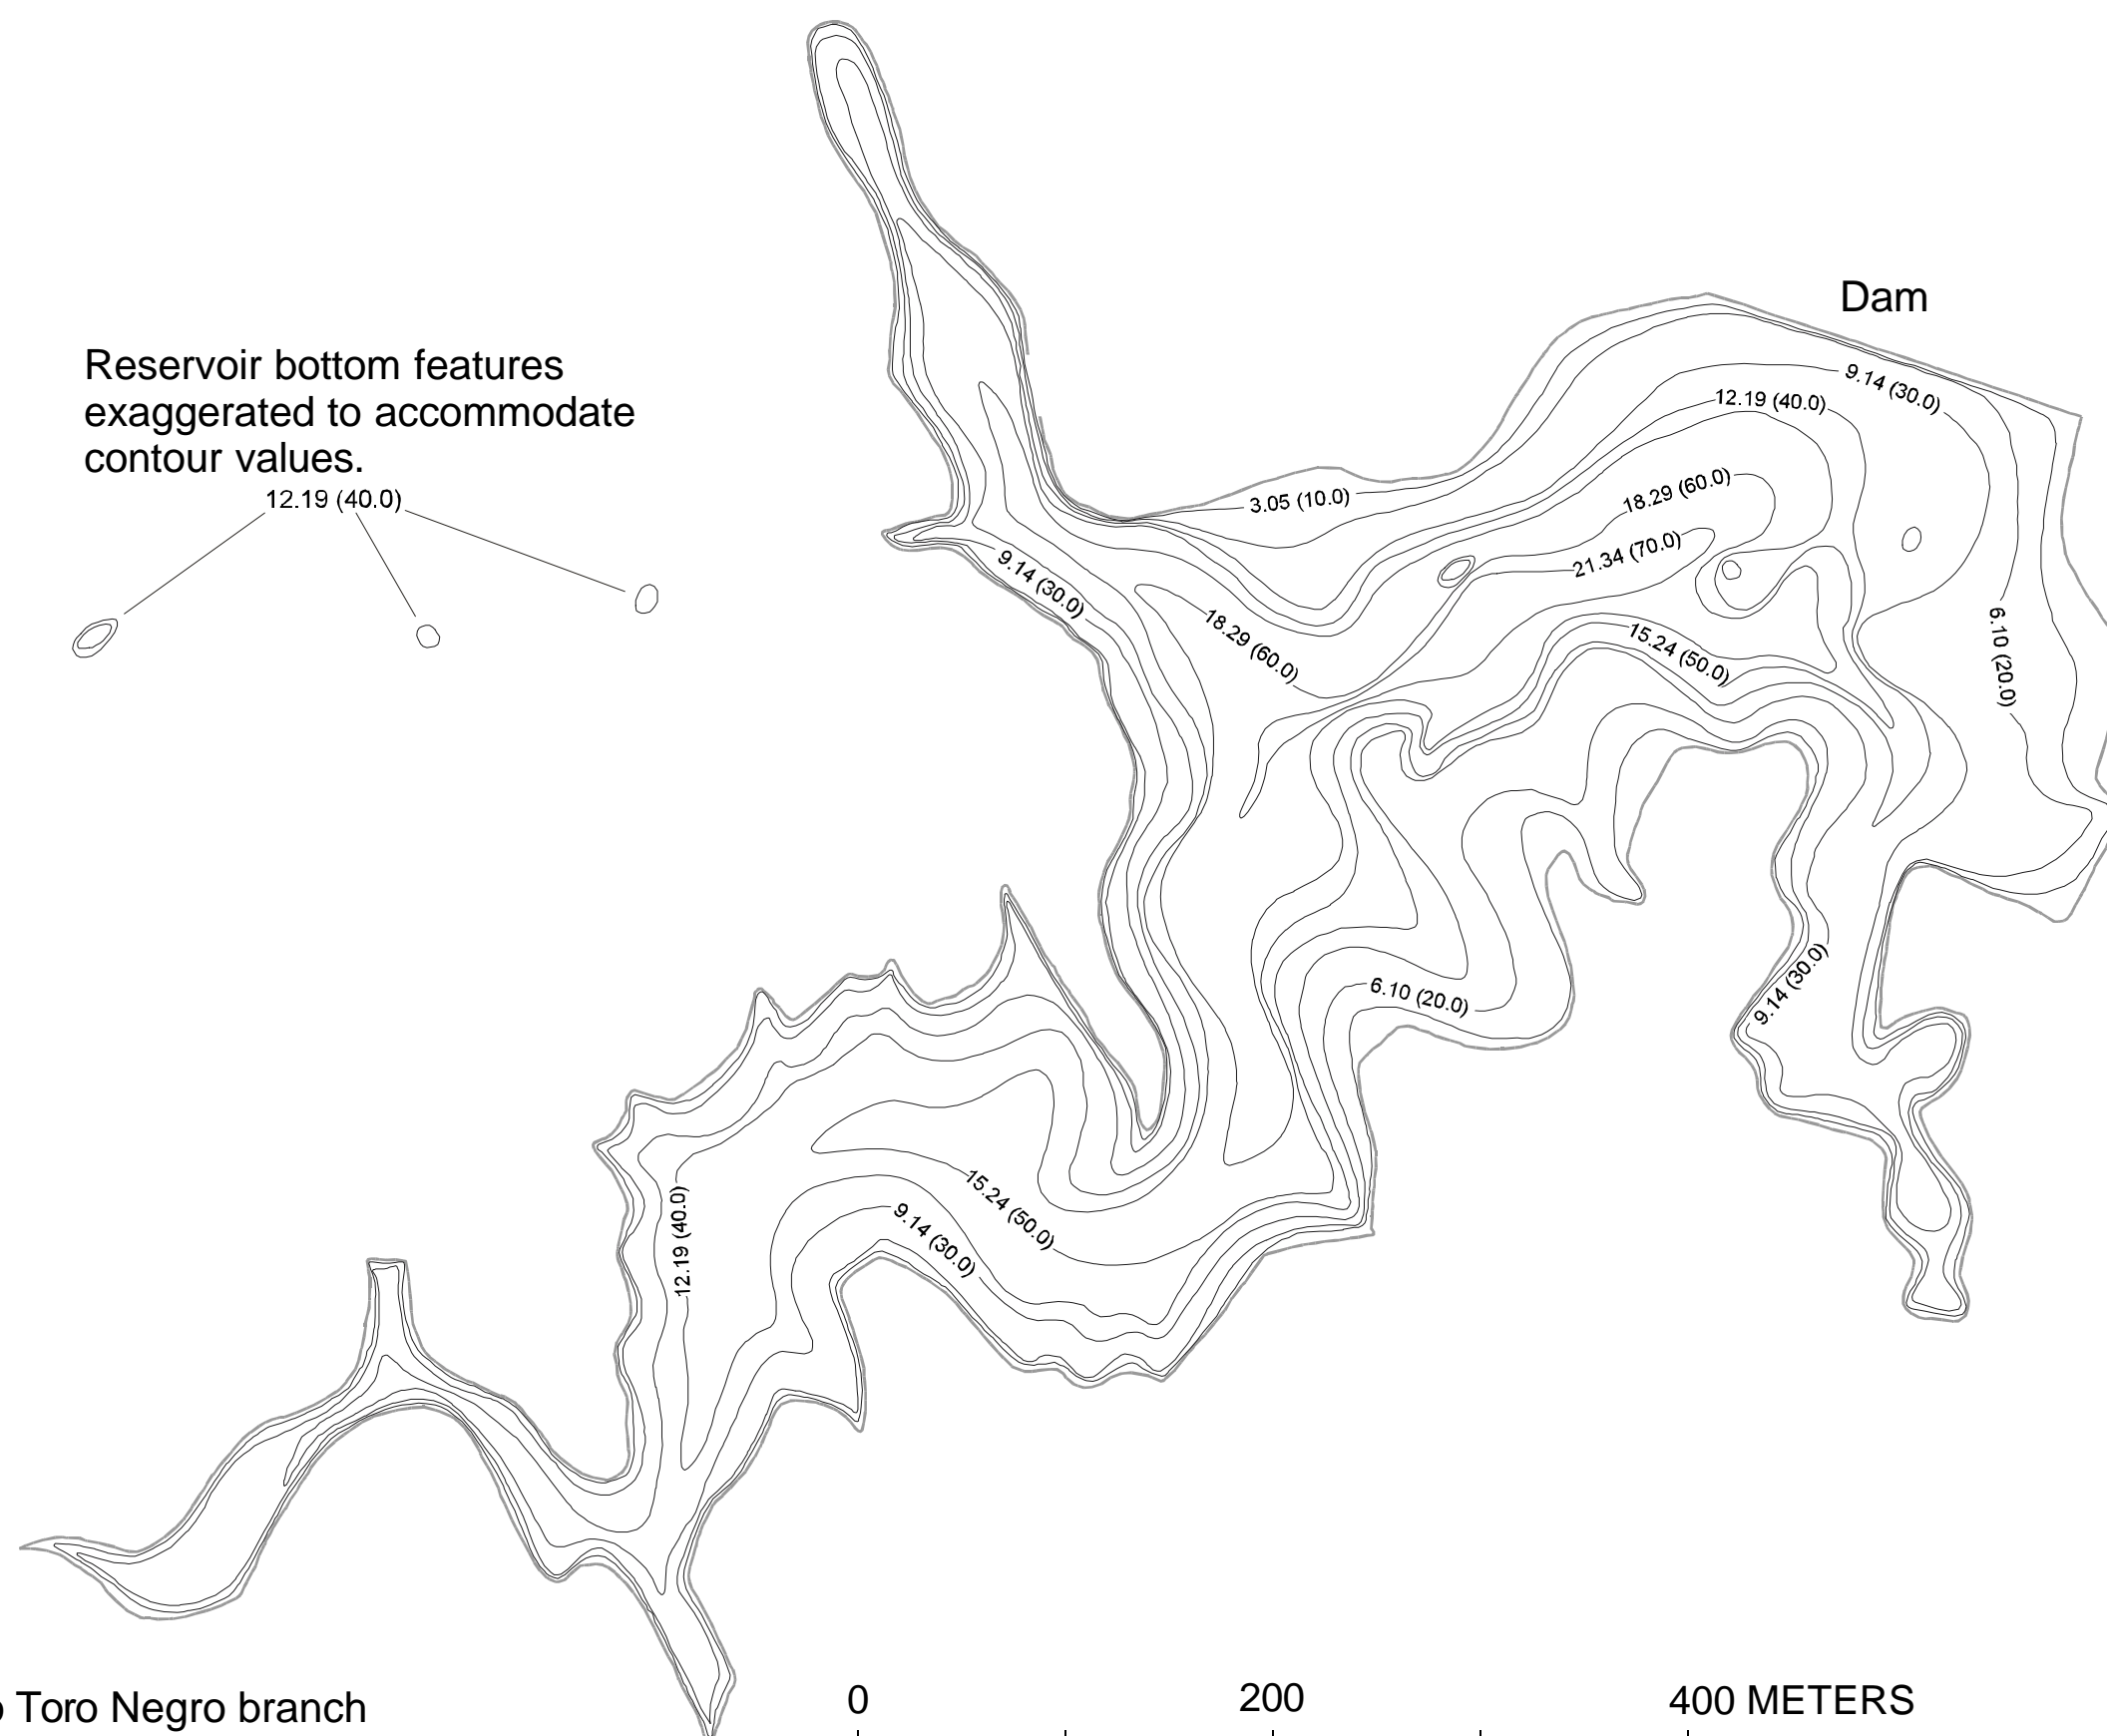 Dam
Reservoir bottom features
exaggerated to accommodate
contour values.
12.19 (40.0)
9.14 (30.0)
12.19 (40.0)
3.05 (10.0)
18.29 (60.0)
21.34 (70.0)
9.14 (30.0)
18.29 (60.0)
15.24 (50.0)
6.10 (20.0)
6.10 (20.0)
9.14 (30.0)
15.24 (50.0)
9.14 (30.0)
12.19 (40.0)
Toro Negro branch
0 200 400 METERS